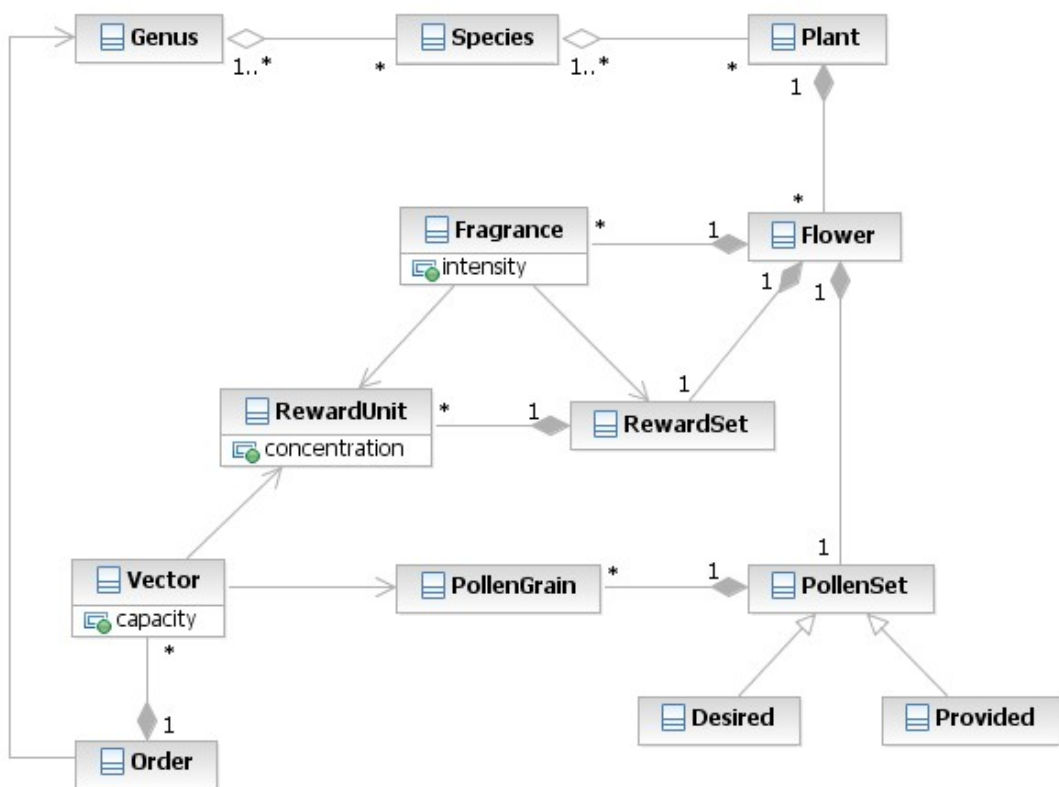 Genus
Species
Plant
1..*
*
1..*
*
1
*
Fragrance
intensity
*
1
Flower
1
1
1
RewardUnit
concentration
*
1
RewardSet
1
Vector
capacity
PollenGrain
*
1
PollenSet
*
1
Desired
Provided
Order